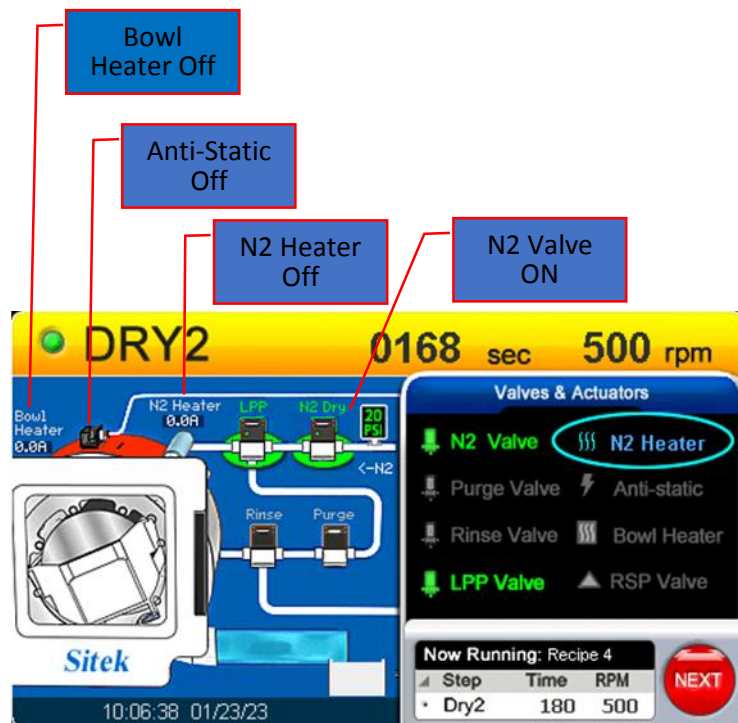 Bowl
Heater Off
Anti-Static
Off
N2 Heater
Off
N2 Valve
ON
DRY2 0168 sec 500 rpm
Bowl
Heater
0.0A
N2 Heater
0.0A
LPP
N2 Dry
20
PSI
<-N2
Rinse
Purge
Sitek
10:06:38 01/23/23
Valves & Actuators
N2 Valve N2 Heater
Purge Valve Anti-static
Rinse Valve Bowl Heater
LPP Valve RSP Valve
Now Running: Recipe 4
Step Time RPM
Dry2 180 500
NEXT